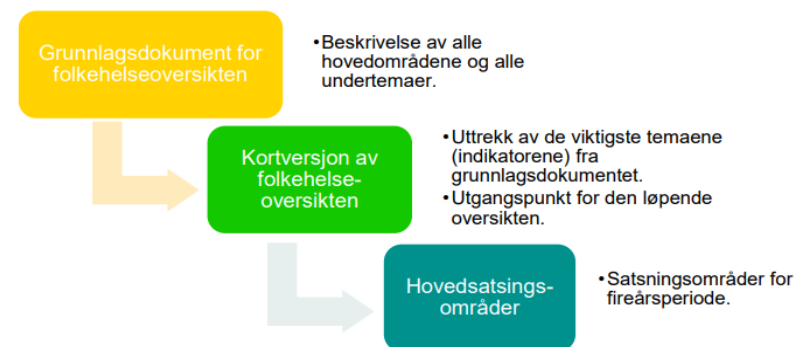 Grunnlagsdokument for
folkehelseoversikten
•Beskrivelse av alle
hovedområdene og alle
undertemaer.
Kortversjon av
folkehelse-
oversikten
•Uttrekk av de viktigste temaene
(indikatorene) fra
grunnlagsdokumentet.
•Utgangspunkt for den løpende
oversikten.
Hovedsatsings-
områder
•Satsningsområder for
fireårsperiode.